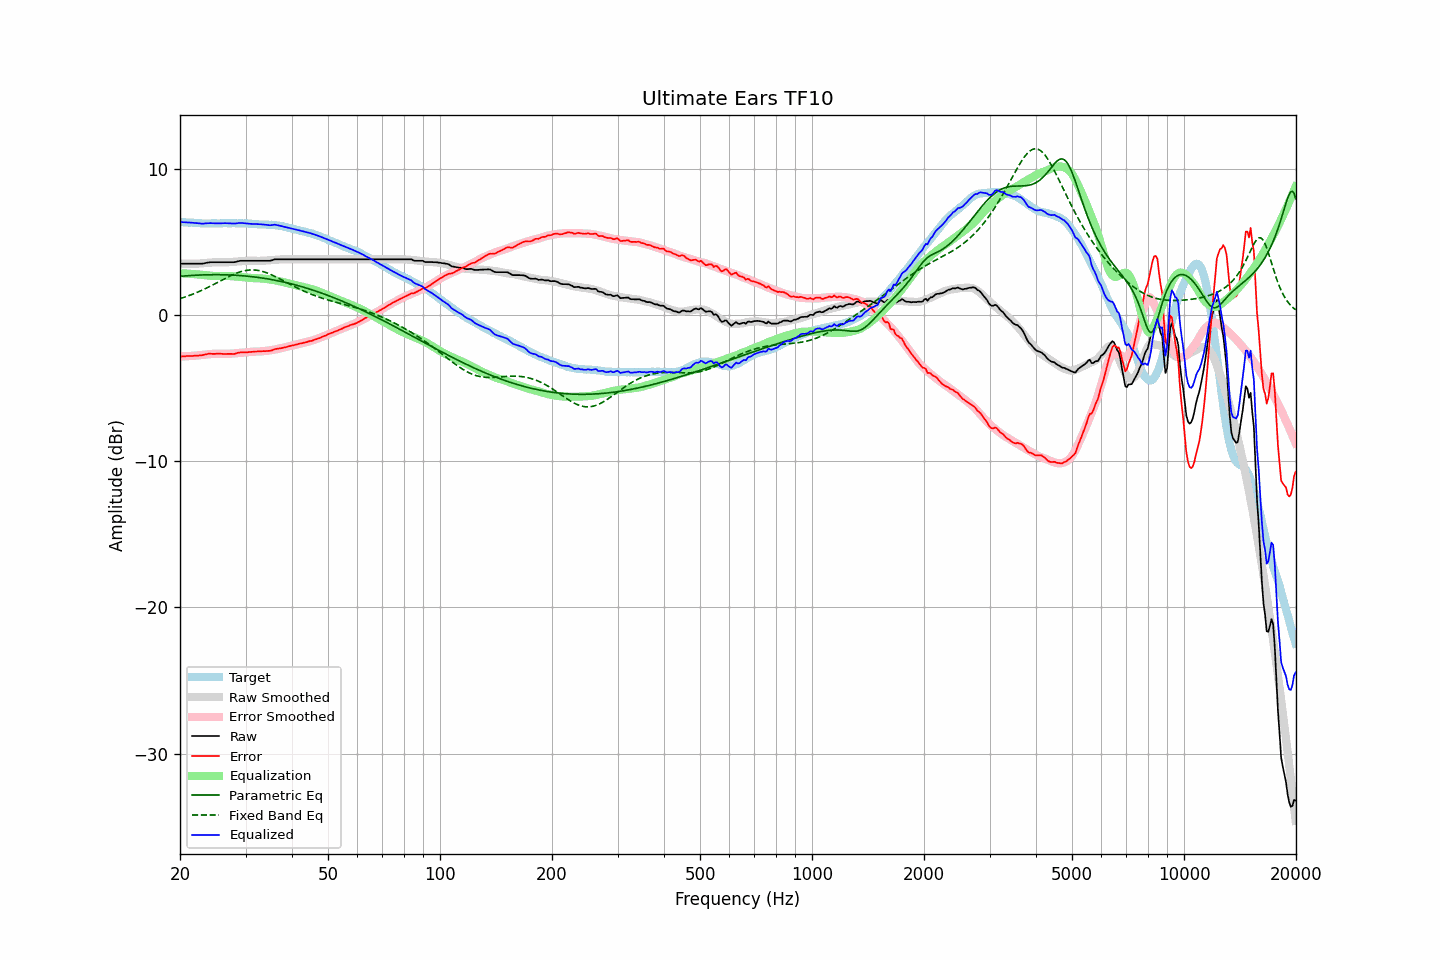 Ultimate Ears TF10
10
0
−10
−20
−30
Amplitude (dBr)
Target
Raw Smoothed
Error Smoothed
Raw
Error
Equalization
Parametric Eq
Fixed Band Eq
Equalized
20 50 100 200 500 1000 2000 5000 10000 20000
Frequency (Hz)